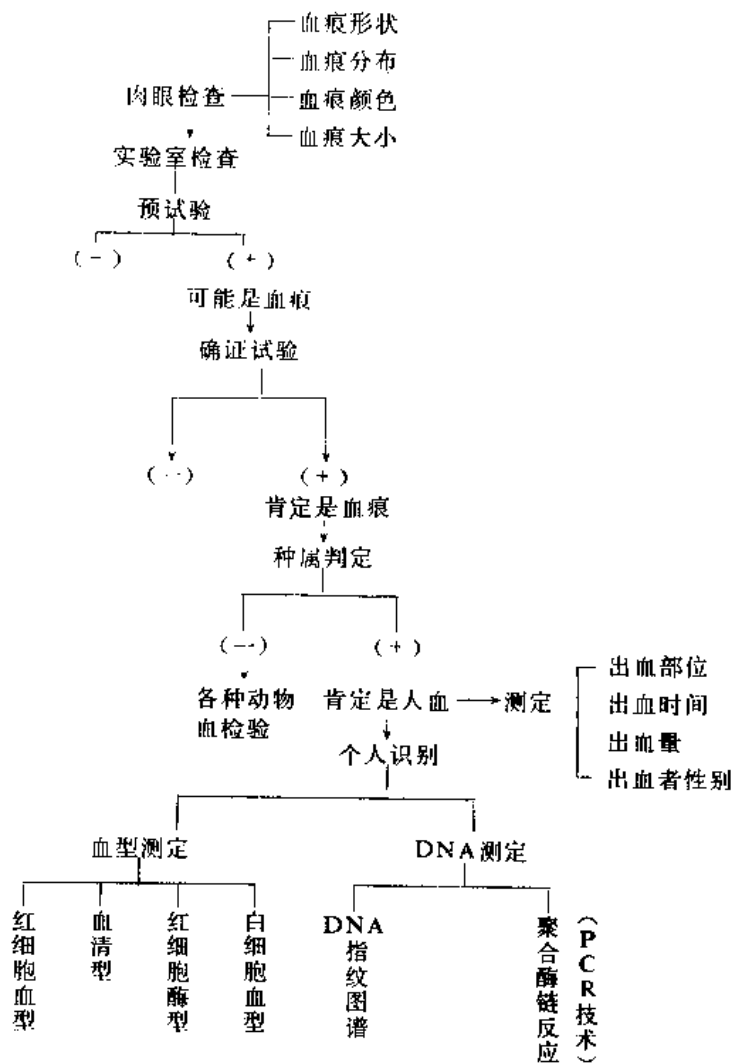 血痕形状
血痕分布
肉眼检查
血痕颜色
血痕大小
实验室检查
预试验
(-)
(+)
可能是血痕
确证试验
(-)
(+)
肯定是血痕
种属判定
(-)
(+)
各种动物
血检验
肯定是人血
测定
出血部位
出血时间
出血量
出血者性别
个人识别
血型测定
DNA测定
红细胞血型
血清型
红细胞酶型
白细胞血型
DNA
指纹图谱
聚合酶链反应
(PCR技术)